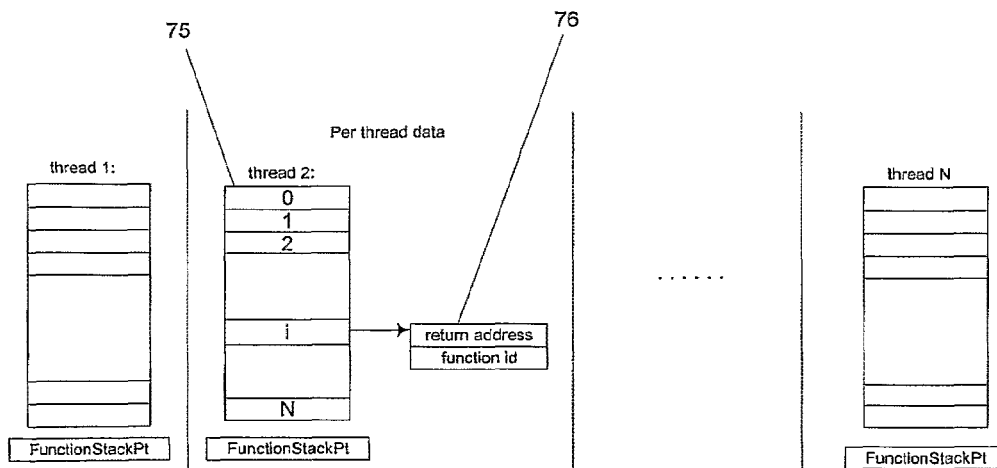 75
76
Per thread data
thread 1:
thread 2:
thread N
0
1
2
......
i
return address
function id
N
FunctionStackPt
FunctionStackPt
FunctionStackPt